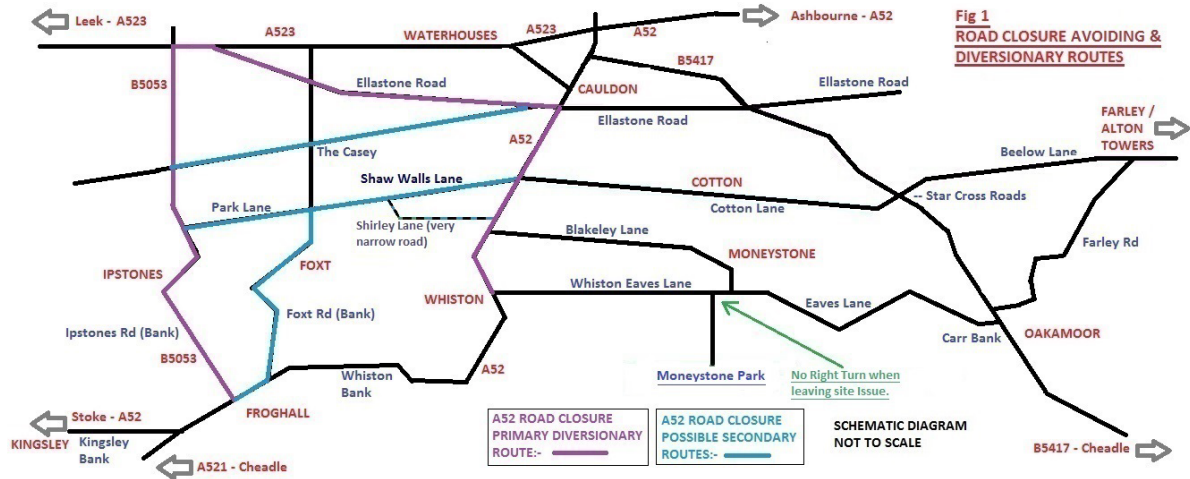 Leek - A523
A523
WATERHOUSES
A523
A52
Ashbourne - A52
Fig 1
ROAD CLOSURE AVOIDING &
DIVERSIONARY ROUTES
B5053
Ellastone Road
CAULDON
B5417
Ellastone Road
Ellastone Road
FARLEY /
ALTON
TOWERS
The Casey
A52
Beelow Lane
Shaw Walls Lane
COTTON
Park Lane
Cotton Lane
-- Star Cross Roads
Shirley Lane (very
narrow road)
Blakeley Lane
Farley Rd
IPSTONES
FOXT
MONEYSTONE
WHISTON
Whiston Eaves Lane
Eaves Lane
Ipstones Rd (Bank)
Foxt Rd (Bank)
Carr Bank
OAKAMOOR
B5053
Whiston
Bank
A52
Moneystone Park
No Right Turn when
leaving site Issue.
FROGHALL
Stoke - A52
KINGSLEY
Kingsley
Bank
A521 - Cheadle
A52 ROAD CLOSURE
PRIMARY DIVERSIONARY
ROUTE:-
A52 ROAD CLOSURE
POSSIBLE SECONDARY
ROUTES:-
SCHEMATIC DIAGRAM
NOT TO SCALE
B5417 - Cheadle